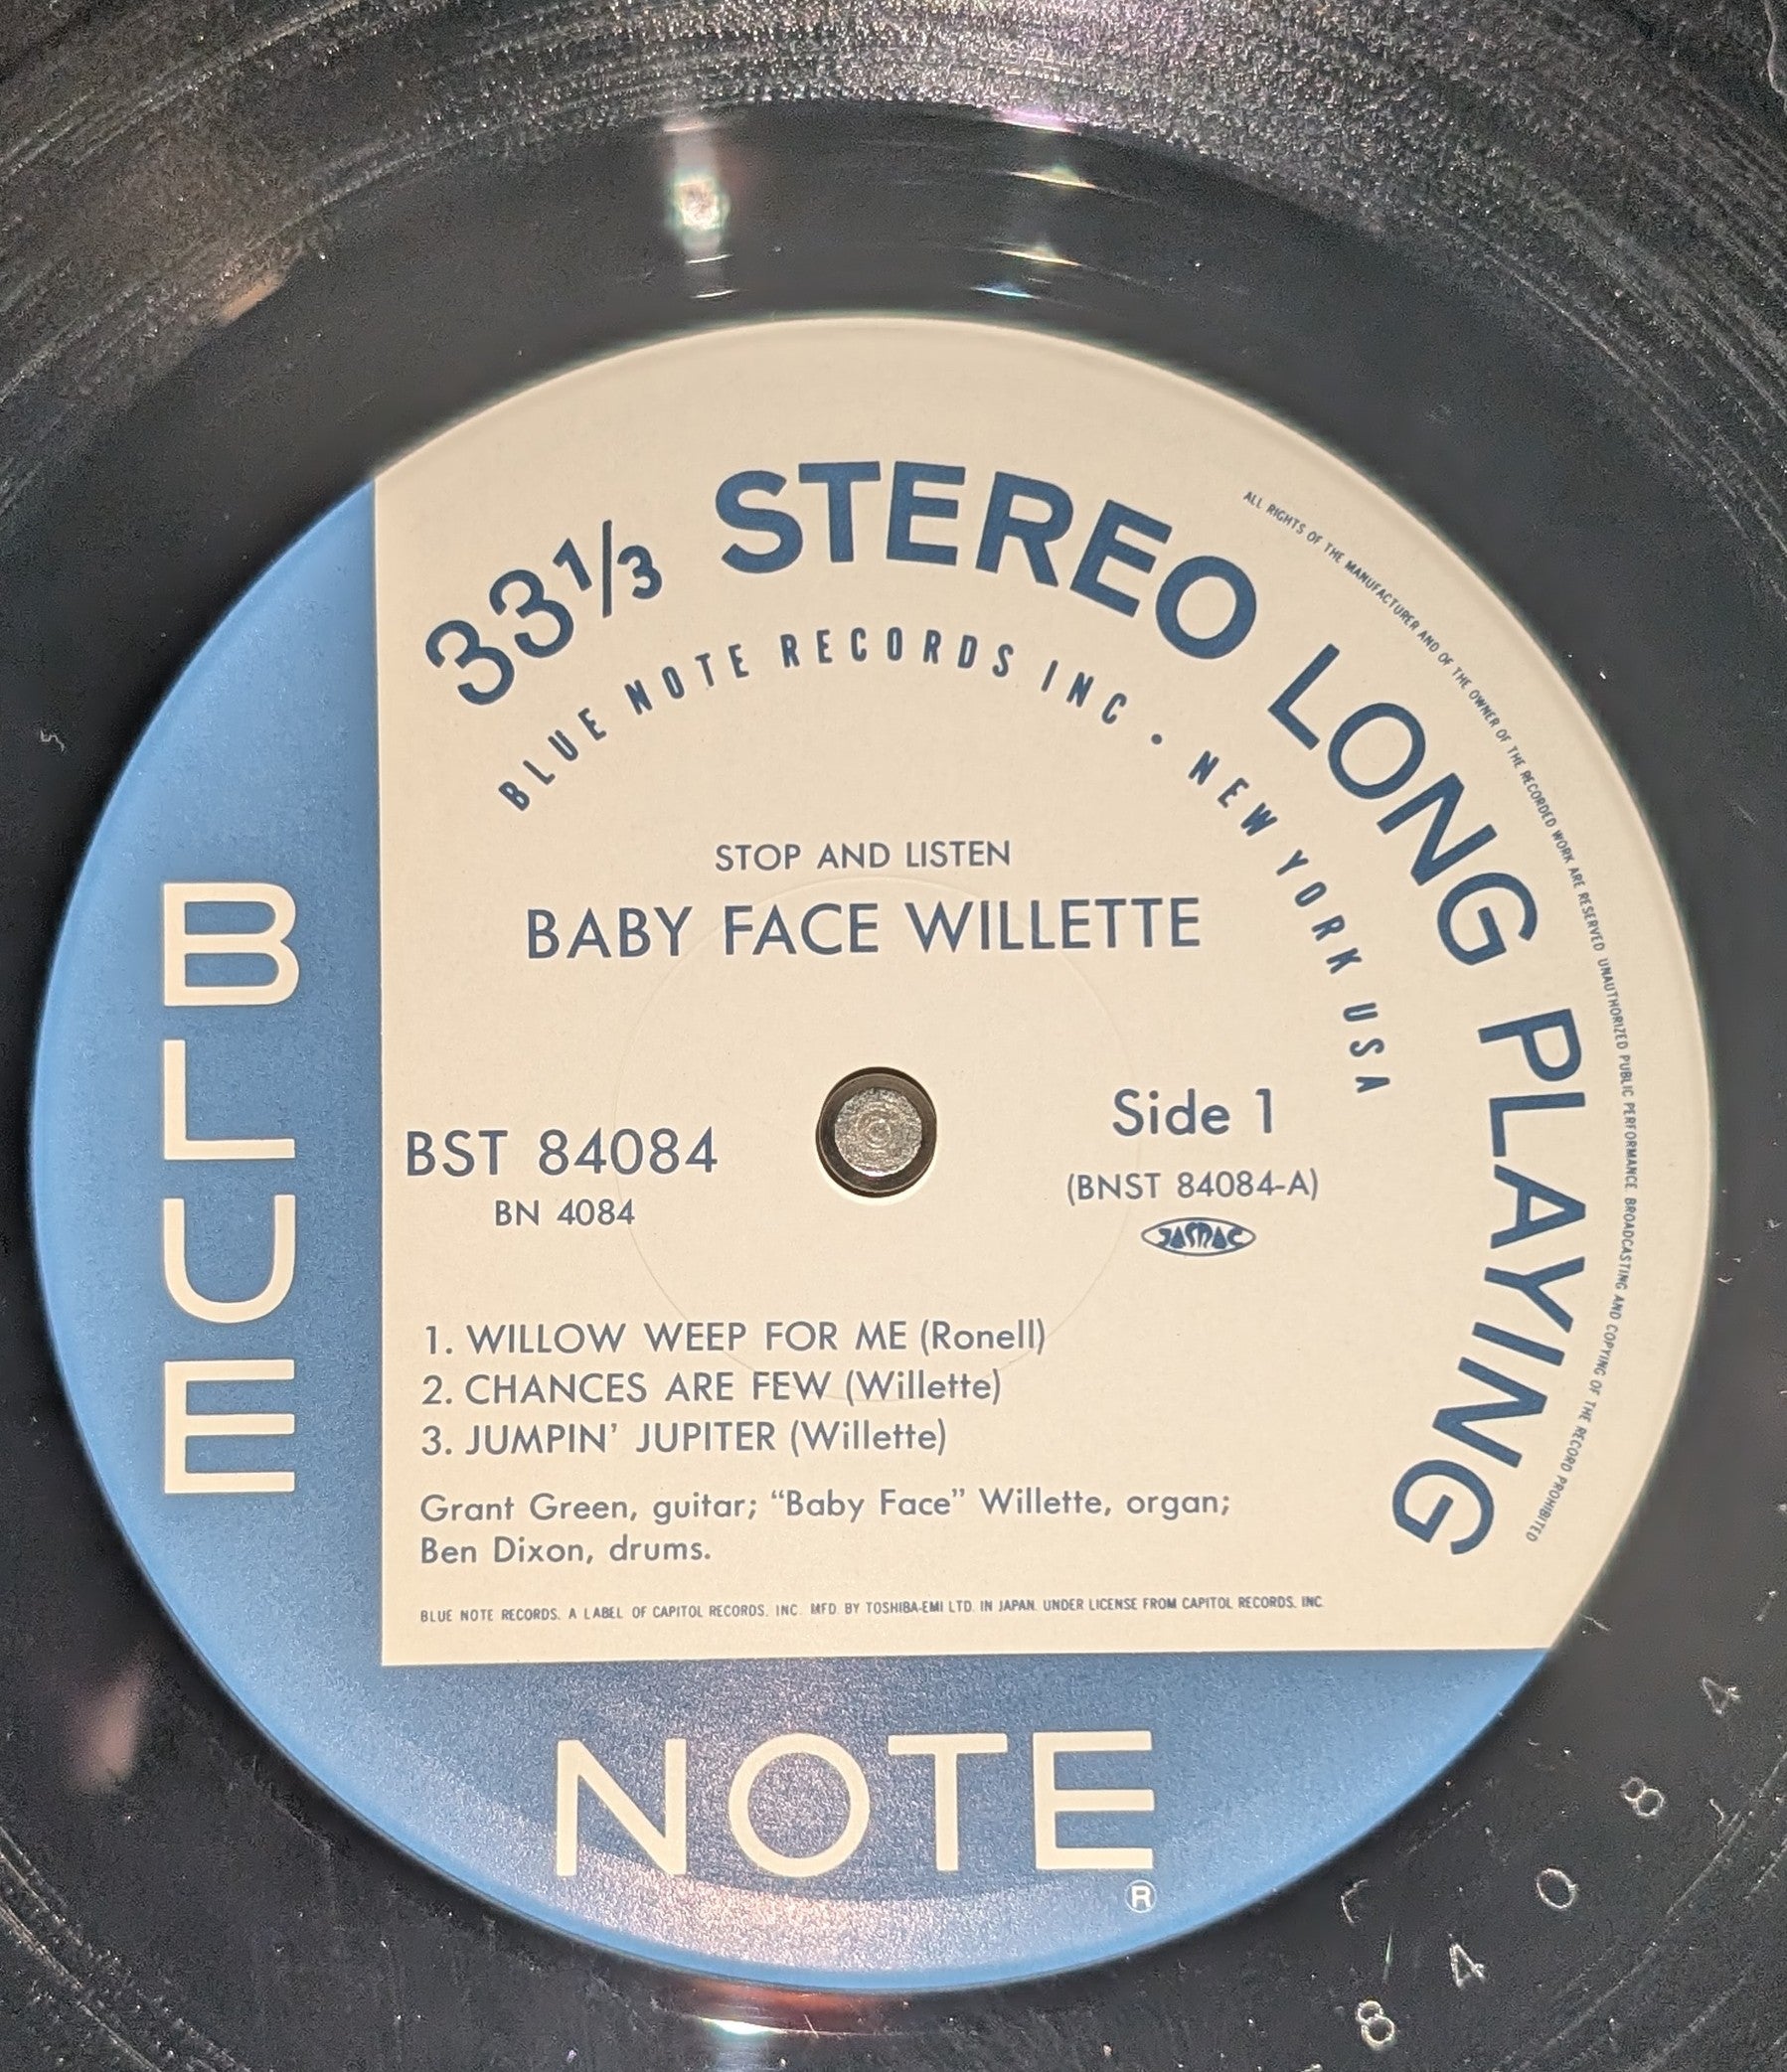 33⅓ STEREO LONG PLAYING
BLUE NOTE RECORDS INC • NEW YORK USA
ALL RIGHTS OF THE MANUFACTURER AND OF THE OWNER OF THE RECORDED WORK ARE RESERVED UNAUTHORIZED PUBLIC PERFORMANCE BROADCASTING AND COPYING OF THE RECORD PROHIBITED
STOP AND LISTEN
BABY FACE WILLETTE
BST 84084
BN 4084
Side 1
(BNST 84084-A)
JASRAC
1. WILLOW WEEP FOR ME (Ronell)
2. CHANCES ARE FEW (Willette)
3. JUMPIN' JUPITER (Willette)
Grant Green, guitar; “Baby Face” Willette, organ;
Ben Dixon, drums.
BLUE NOTE RECORDS. A LABEL OF CAPITOL RECORDS, INC. MFD. BY TOSHIBA-EMI LTD. IN JAPAN. UNDER LICENSE FROM CAPITOL RECORDS, INC.
BLUE
NOTE®
84084